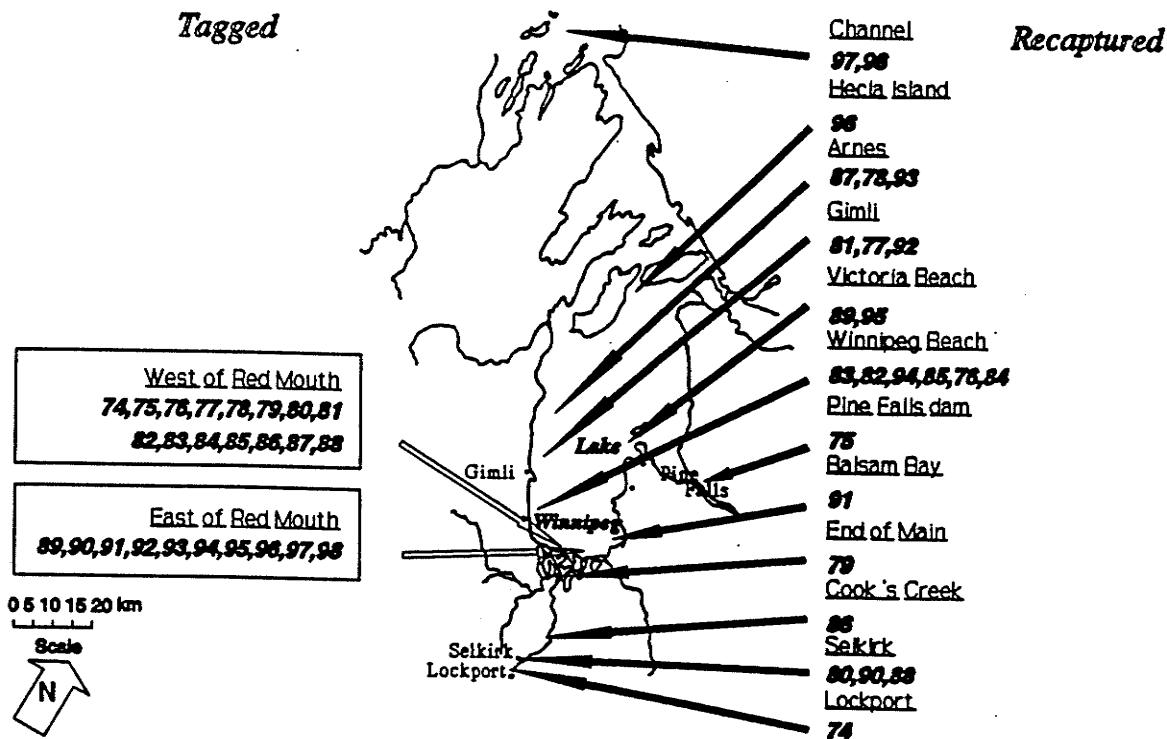 Tagged
Recaptured
Channel
97,98
Hecla Island
96
Arnes
87,78,93
Gimli
81,77,92
Victoria Beach
89,95
Winnipeg Beach
83,82,94,85,76,84
Pine Falls dam
75
Balsam Bay
91
End of Main
79
Cook's Creek
86
Selkirk
80,90,88
Lockport
74
West of Red Mouth
74,75,76,77,78,79,80,81
82,83,84,85,86,87,88
East of Red Mouth
89,90,91,92,93,94,95,96,97,98
0 5 10 15 20 km
Scale
N
Gimli
Lake
Winnipeg
Pine
Falls
Selkirk
Lockport